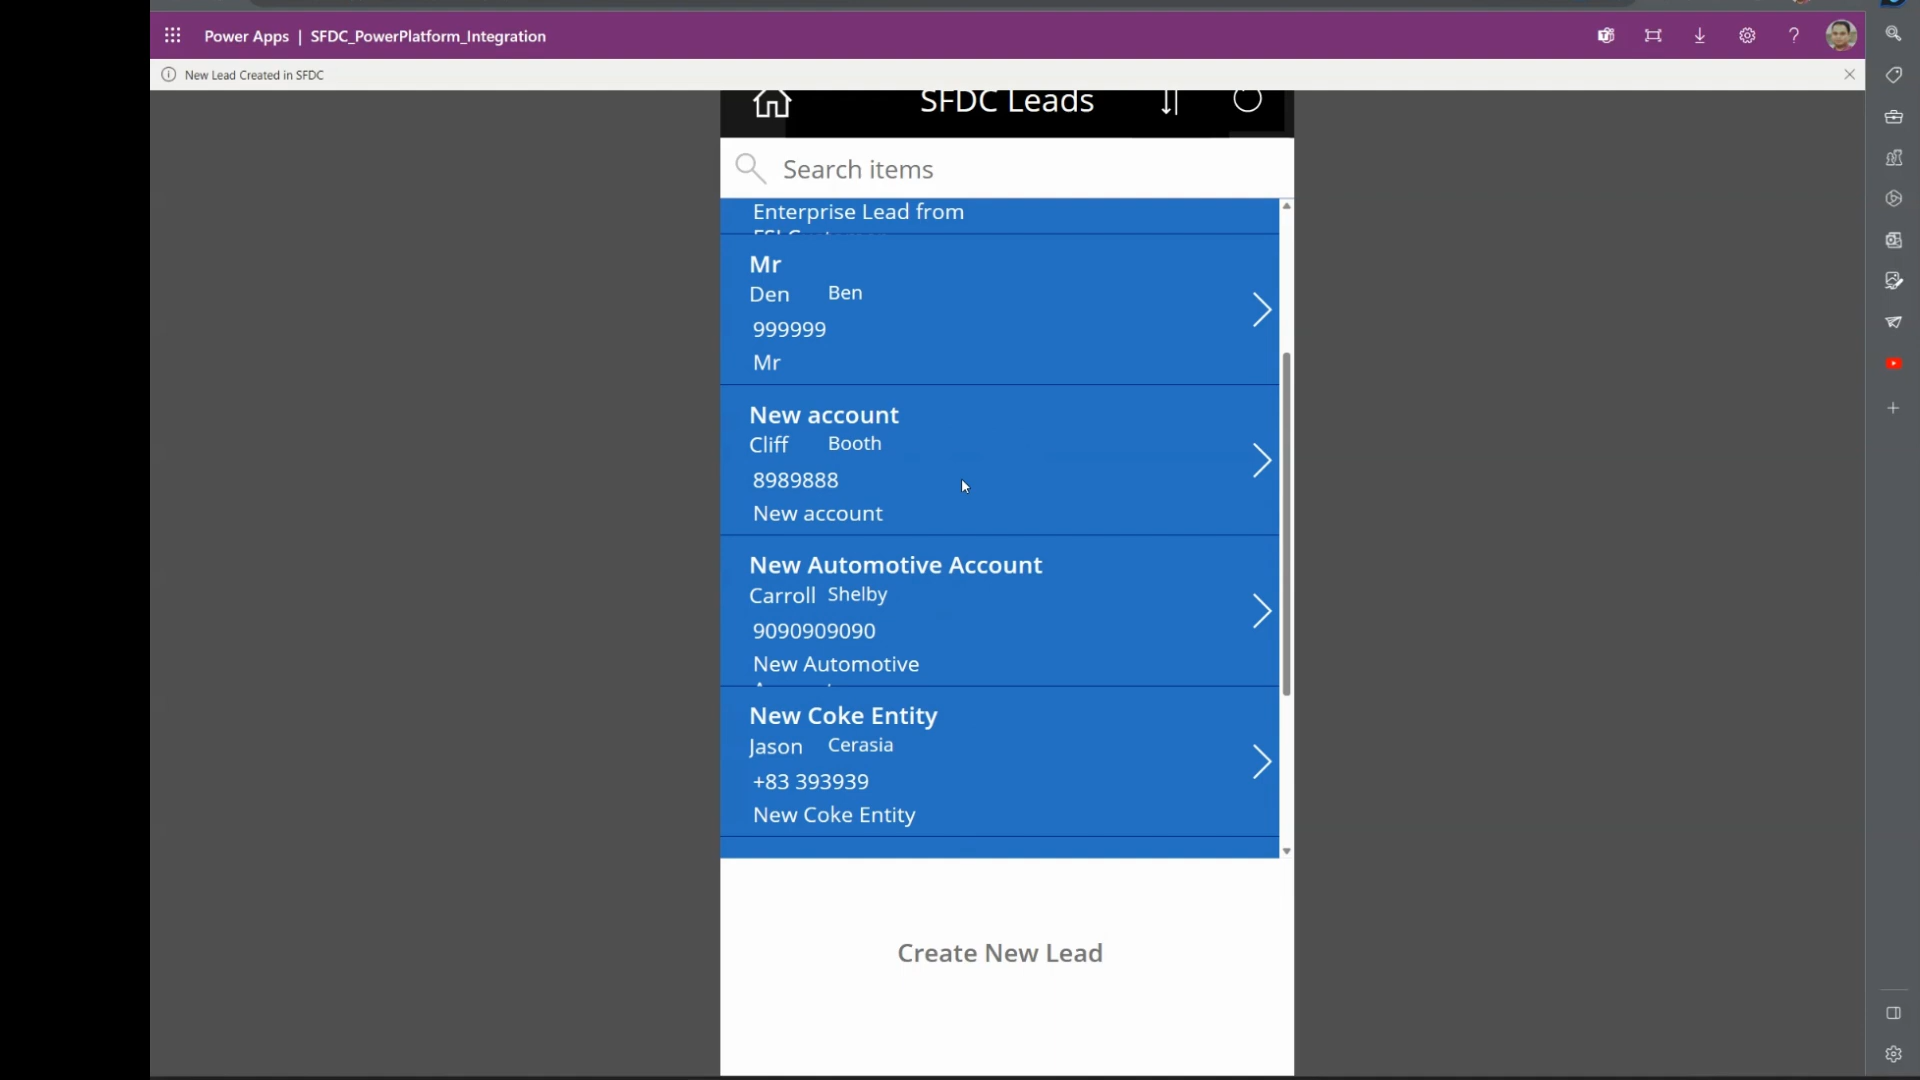 Power Apps | SFDC_PowerPlatform_Integration
New Lead Created in SFDC
SFDC Leads
Search items
Enterprise Lead from
Mr
Den Ben
999999
Mr
New account
Cliff Booth
8989888
New account
New Automotive Account
Carroll Shelby
9090909090
New Automotive
New Coke Entity
Jason Cerasia
+83 393939
New Coke Entity
Create New Lead